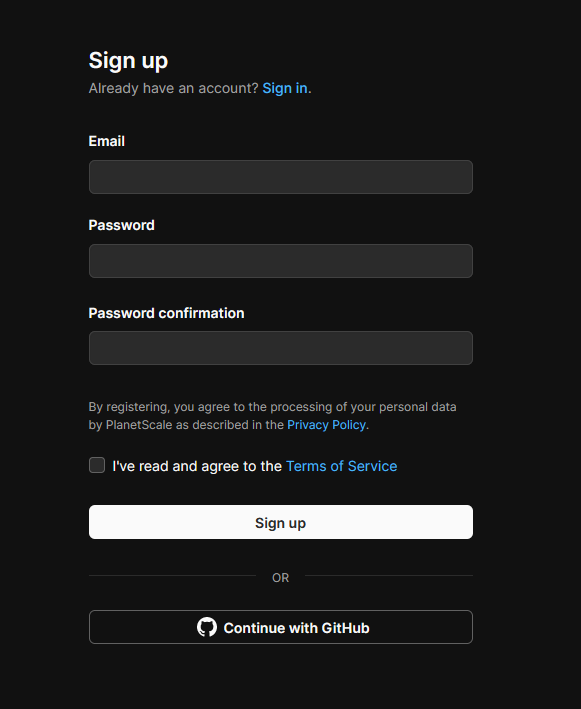 Sign up
Already have an account? Sign in.
Email
Password
Password confirmation
By registering, you agree to the processing of your personal data
by PlanetScale as described in the Privacy Policy.
I've read and agree to the Terms of Service
Sign up
OR
Continue with GitHub